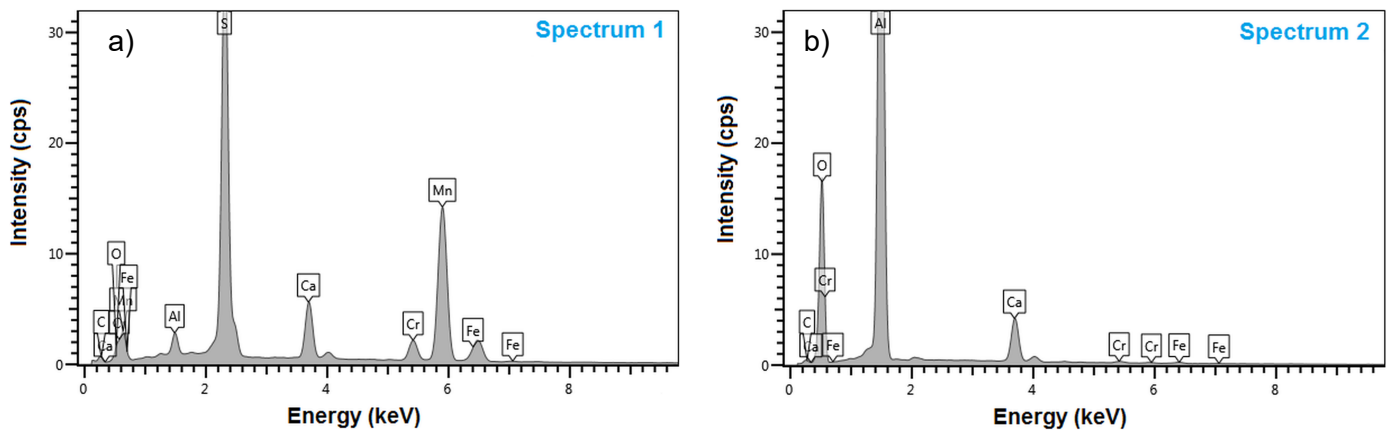 a)
Spectrum 1
Intensity (cps)
30
20
10
0
S
Mn
O
Fe
Mn
C
Ca
Al
Ca
Cr
Fe
Fe
0 2 4 6 8
Energy (keV)
b)
Spectrum 2
Intensity (cps)
30
20
10
0
Al
O
Cr
C
Ca
Fe
Ca
Cr
Cr
Fe
Fe
0 2 4 6 8
Energy (keV)